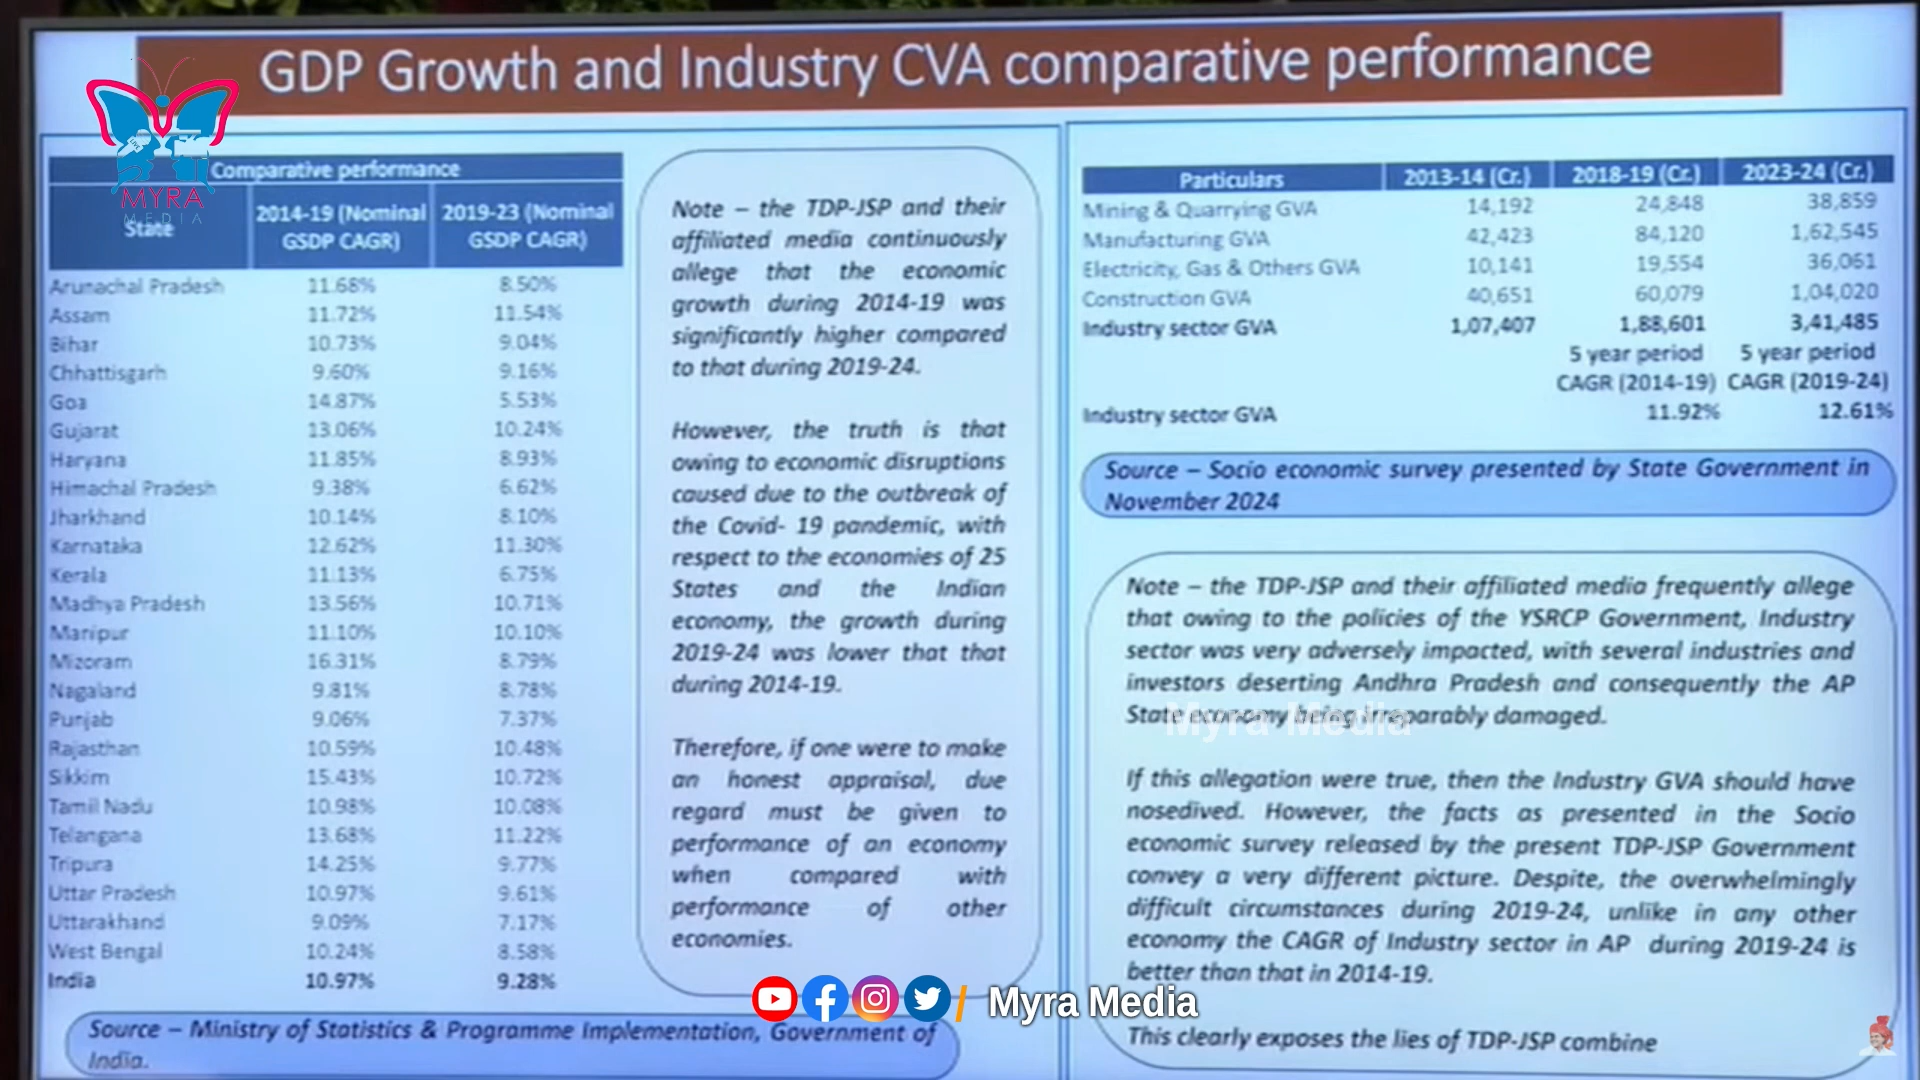 GDP Growth and Industry CVA comparative performance
LIVE
MYRA
MEDIA
Comparative performance
State 2014-19 (Nominal GSDP CAGR) 2019-23 (Nominal GSDP CAGR)
Arunachal Pradesh 11.68% 8.50%
Assam 11.72% 11.54%
Bihar 10.73% 9.04%
Chhattisgarh 9.60% 9.16%
Goa 14.87% 5.53%
Gujarat 13.06% 10.24%
Haryana 11.85% 8.93%
Himachal Pradesh 9.38% 6.62%
Jharkhand 10.14% 8.10%
Karnataka 12.62% 11.30%
Kerala 11.13% 6.75%
Madhya Pradesh 13.56% 10.71%
Manipur 11.10% 10.10%
Mizoram 16.31% 8.79%
Nagaland 9.81% 8.78%
Punjab 9.06% 7.37%
Rajasthan 10.59% 10.48%
Sikkim 15.43% 10.72%
Tamil Nadu 10.98% 10.08%
Telangana 13.68% 11.22%
Tripura 14.25% 9.77%
Uttar Pradesh 10.97% 9.61%
Uttarakhand 9.09% 7.17%
West Bengal 10.24% 8.58%
India 10.97% 9.28%
Source – Ministry of Statistics & Programme Implementation, Government of
India.
Note – the TDP-JSP and their
affiliated media continuously
allege that the economic
growth during 2014-19 was
significantly higher compared
to that during 2019-24.
However, the truth is that
owing to economic disruptions
caused due to the outbreak of
the Covid- 19 pandemic, with
respect to the economies of 25
States and the Indian
economy, the growth during
2019-24 was lower that that
during 2014-19.
Therefore, if one were to make
an honest appraisal, due
regard must be given to
performance of an economy
when compared with
performance of other
economies.
Particulars 2013-14 (Cr.) 2018-19 (Cr.) 2023-24 (Cr.)
Mining & Quarrying GVA 14,192 24,848 38,859
Manufacturing GVA 42,423 84,120 1,62,545
Electricity, Gas & Others GVA 10,141 19,554 36,061
Construction GVA 40,651 60,079 1,04,020
Industry sector GVA 1,07,407 1,88,601 3,41,485
5 year period 5 year period
CAGR (2014-19) CAGR (2019-24)
Industry sector GVA 11.92% 12.61%
Source – Socio economic survey presented by State Government in
November 2024
Note – the TDP-JSP and their affiliated media frequently allege
that owing to the policies of the YSRCP Government, Industry
sector was very adversely impacted, with several industries and
investors deserting Andhra Pradesh and consequently the AP
State economy being irreparably damaged.
Myra Media
If this allegation were true, then the Industry GVA should have
nosedived. However, the facts as presented in the Socio
economic survey released by the present TDP-JSP Government
convey a very different picture. Despite, the overwhelmingly
difficult circumstances during 2019-24, unlike in any other
economy the CAGR of Industry sector in AP during 2019-24 is
better than that in 2014-19.
This clearly exposes the lies of TDP-JSP combine
/ Myra Media